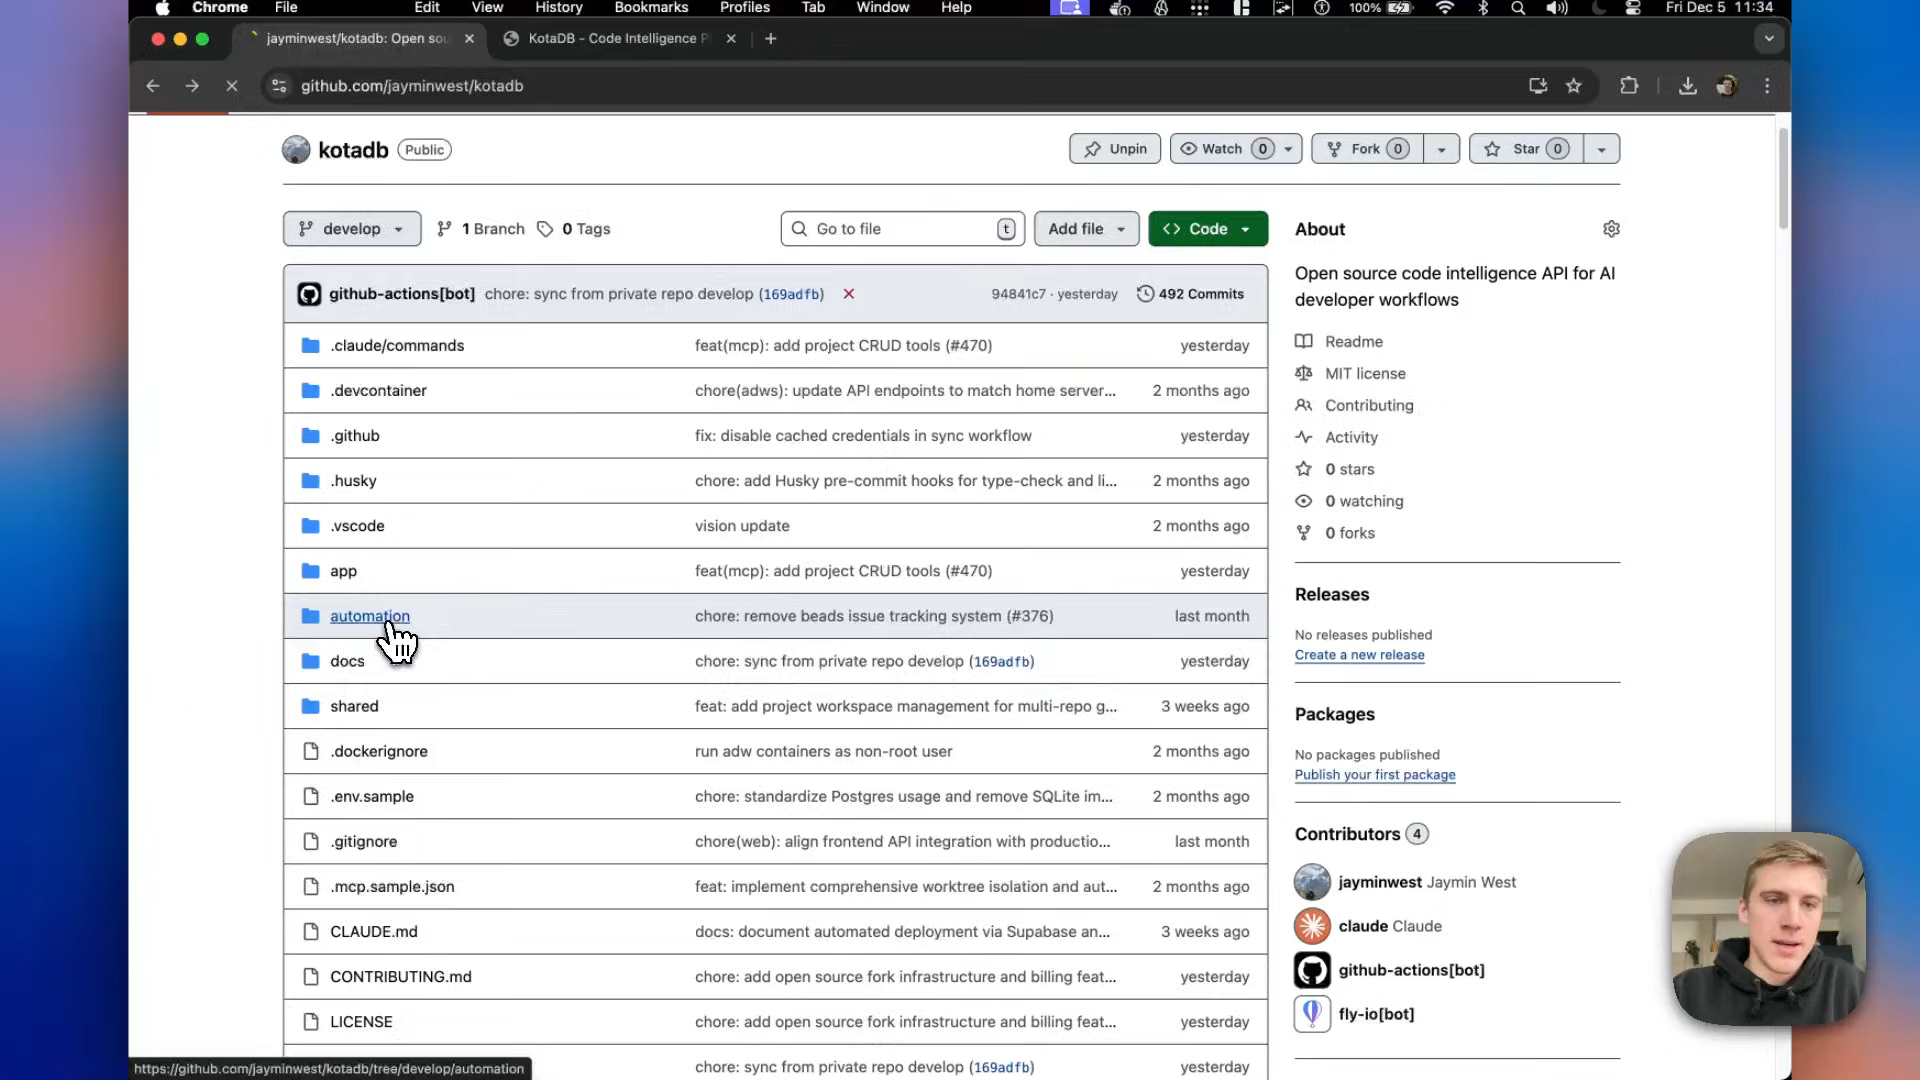 Chrome File Edit View History Bookmarks Profiles Tab Window Help 100% Fri Dec 5 11:34
jayminwest/kotadb: Open sou KotaDB - Code Intelligence P
github.com/jayminwest/kotadb
kotadb Public Unpin Watch 0 Fork 0 Star 0
develop 1 Branch 0 Tags Go to file t Add file Code
github-actions[bot] chore: sync from private repo develop (169adfb) 94841c7 · yesterday 492 Commits
.claude/commands feat(mcp): add project CRUD tools (#470) yesterday
.devcontainer chore(adws): update API endpoints to match home server... 2 months ago
.github fix: disable cached credentials in sync workflow yesterday
.husky chore: add Husky pre-commit hooks for type-check and li... 2 months ago
.vscode vision update 2 months ago
app feat(mcp): add project CRUD tools (#470) yesterday
automation chore: remove beads issue tracking system (#376) last month
docs chore: sync from private repo develop (169adfb) yesterday
shared feat: add project workspace management for multi-repo g... 3 weeks ago
.dockerignore run adw containers as non-root user 2 months ago
.env.sample chore: standardize Postgres usage and remove SQLite im... 2 months ago
.gitignore chore(web): align frontend API integration with productio... last month
.mcp.sample.json feat: implement comprehensive worktree isolation and aut... 2 months ago
CLAUDE.md docs: document automated deployment via Supabase an... 3 weeks ago
CONTRIBUTING.md chore: add open source fork infrastructure and billing feat... yesterday
LICENSE chore: add open source fork infrastructure and billing feat... yesterday
chore: sync from private repo develop (169adfb) yesterday
About
Open source code intelligence API for AI
developer workflows
Readme
MIT license
Contributing
Activity
0 stars
0 watching
0 forks
Releases
No releases published
Create a new release
Packages
No packages published
Publish your first package
Contributors 4
jayminwest Jaymin West
claude Claude
github-actions[bot]
fly-io[bot]
https://github.com/jayminwest/kotadb/tree/develop/automation